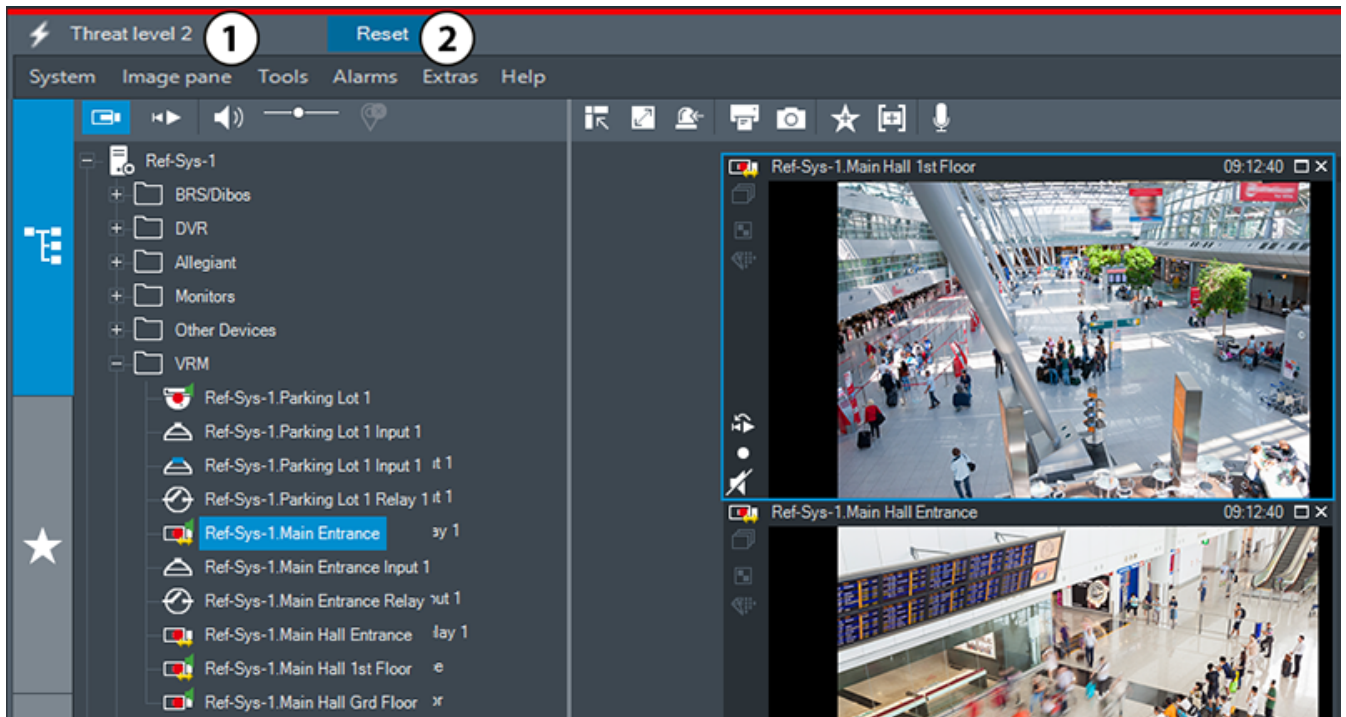 Threat level 2 1 Reset 2
System Image pane Tools Alarms Extras Help
Ref-Sys-1
BRS/Dibos
DVR
Allegiant
Monitors
Other Devices
VRM
Ref-Sys-1.Parking Lot 1
Ref-Sys-1.Parking Lot 1 Input 1
Ref-Sys-1.Parking Lot 1 Input 1
Ref-Sys-1.Parking Lot 1 Relay 1
Ref-Sys-1.Main Entrance
Ref-Sys-1.Main Entrance Input 1
Ref-Sys-1.Main Entrance Relay
Ref-Sys-1.Main Hall Entrance
Ref-Sys-1.Main Hall 1st Floor
Ref-Sys-1.Main Hall Grd Floor
Ref-Sys-1.Main Hall 1st Floor 09:12:40
Ref-Sys-1.Main Hall Entrance 09:12:40